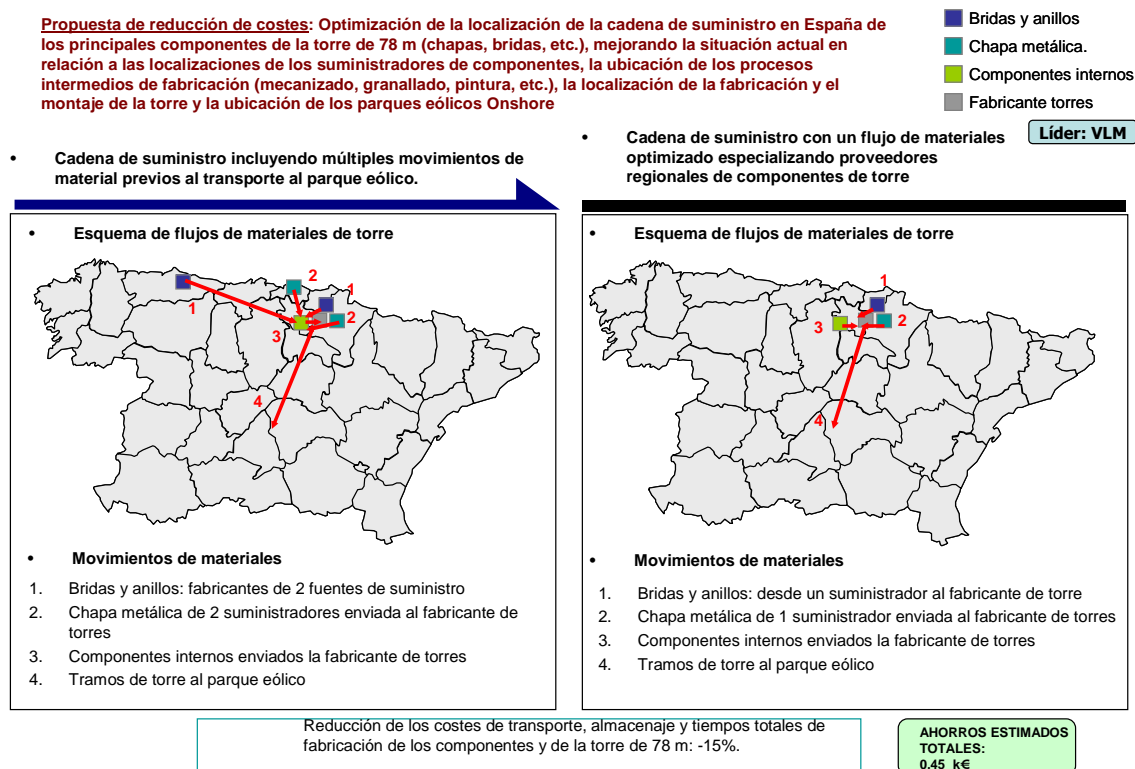 Propuesta de reducción de costes: Optimización de la localización de la cadena de suministro en España de
los principales componentes de la torre de 78 m (chapas, bridas, etc.), mejorando la situación actual en
relación a las localizaciones de los suministradores de componentes, la ubicación de los procesos
intermedios de fabricación (mecanizado, granallado, pintura, etc.), la localización de la fabricación y el
montaje de la torre y la ubicación de los parques eólicos Onshore
Bridas y anillos
Chapa metálica.
Componentes internos
Fabricante torres
Líder: VLM
• Cadena de suministro incluyendo múltiples movimientos de
material previos al transporte al parque eólico.
• Esquema de flujos de materiales de torre
2
1
1
2
3
4
• Movimientos de materiales
1. Bridas y anillos: fabricantes de 2 fuentes de suministro
2. Chapa metálica de 2 suministradores enviada al fabricante de
torres
3. Componentes internos enviados la fabricante de torres
4. Tramos de torre al parque eólico
• Cadena de suministro con un flujo de materiales
optimizado especializando proveedores
regionales de componentes de torre
• Esquema de flujos de materiales de torre
1
3
2
4
• Movimientos de materiales
1. Bridas y anillos: desde un suministrador al fabricante de torre
2. Chapa metálica de 1 suministrador enviada al fabricante de torres
3. Componentes internos enviados la fabricante de torres
4. Tramos de torre al parque eólico
Reducción de los costes de transporte, almacenaje y tiempos totales de
fabricación de los componentes y de la torre de 78 m: -15%.
AHORROS ESTIMADOS
TOTALES:
0,45 k€